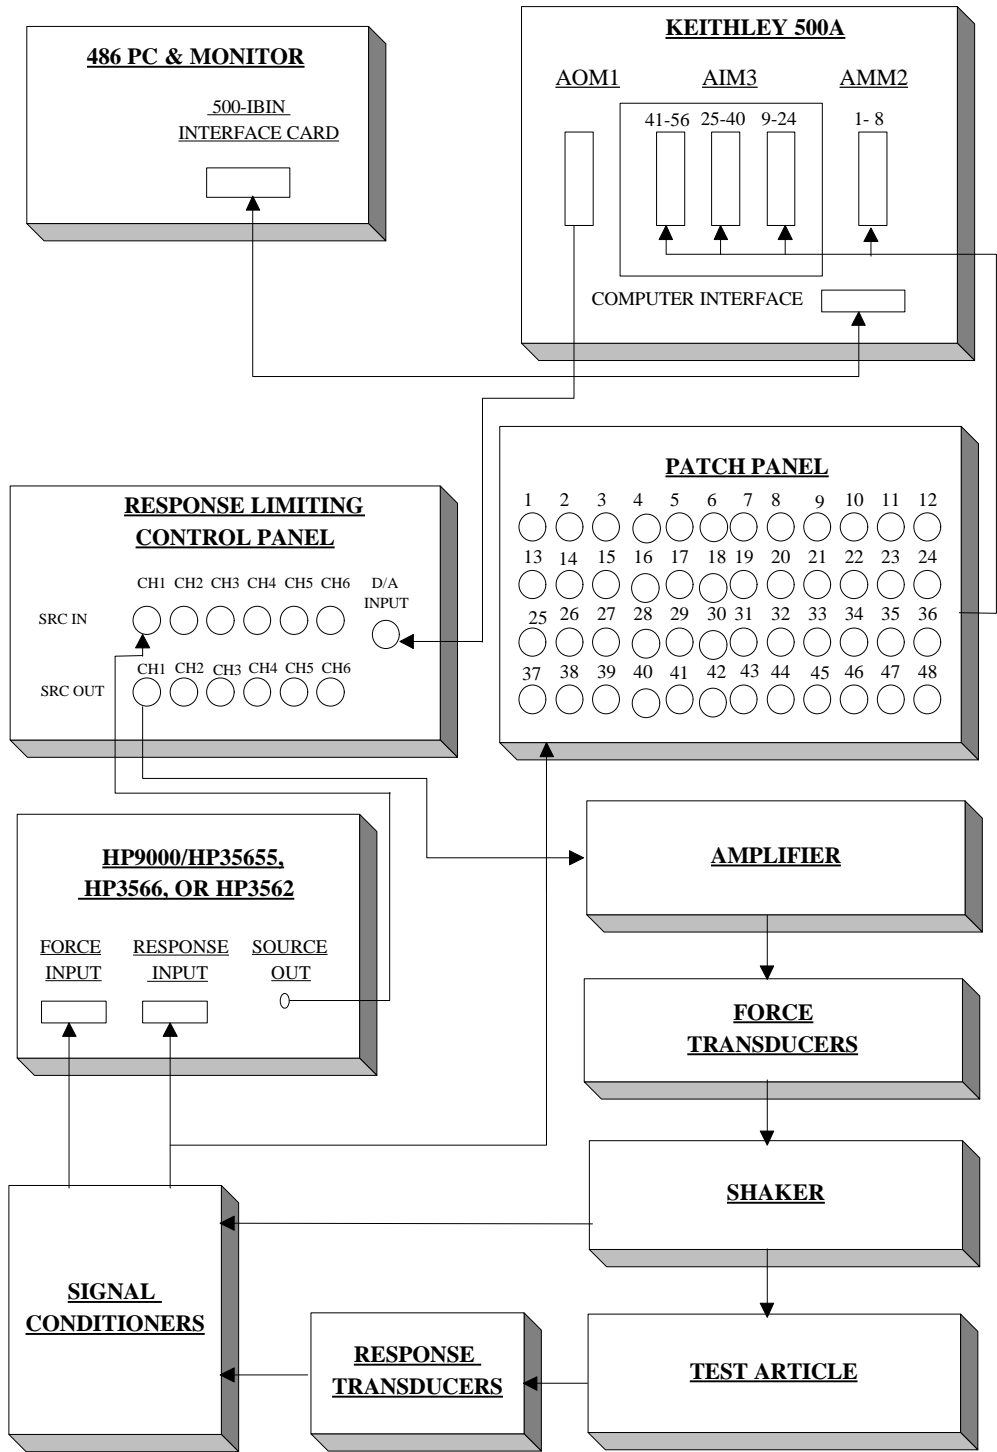 486 PC & MONITOR
500-IBIN
INTERFACE CARD
KEITHLEY 500A
AOM1 AIM3 AMM2
41-56 25-40 9-24 1- 8
COMPUTER INTERFACE
PATCH PANEL
1 2 3 4 5 6 7 8 9 10 11 12
13 14 15 16 17 18 19 20 21 22 23 24
25 26 27 28 29 30 31 32 33 34 35 36
37 38 39 40 41 42 43 44 45 46 47 48
RESPONSE LIMITING
CONTROL PANEL
CH1 CH2 CH3 CH4 CH5 CH6 D/A
INPUT
SRC IN
CH1 CH2 CH3 CH4 CH5 CH6
SRC OUT
HP9000/HP35655,
HP3566, OR HP3562
FORCE
INPUT
RESPONSE
INPUT
SOURCE
OUT
AMPLIFIER
FORCE
TRANSDUCERS
SHAKER
SIGNAL
CONDITIONERS
RESPONSE
TRANSDUCERS
TEST ARTICLE